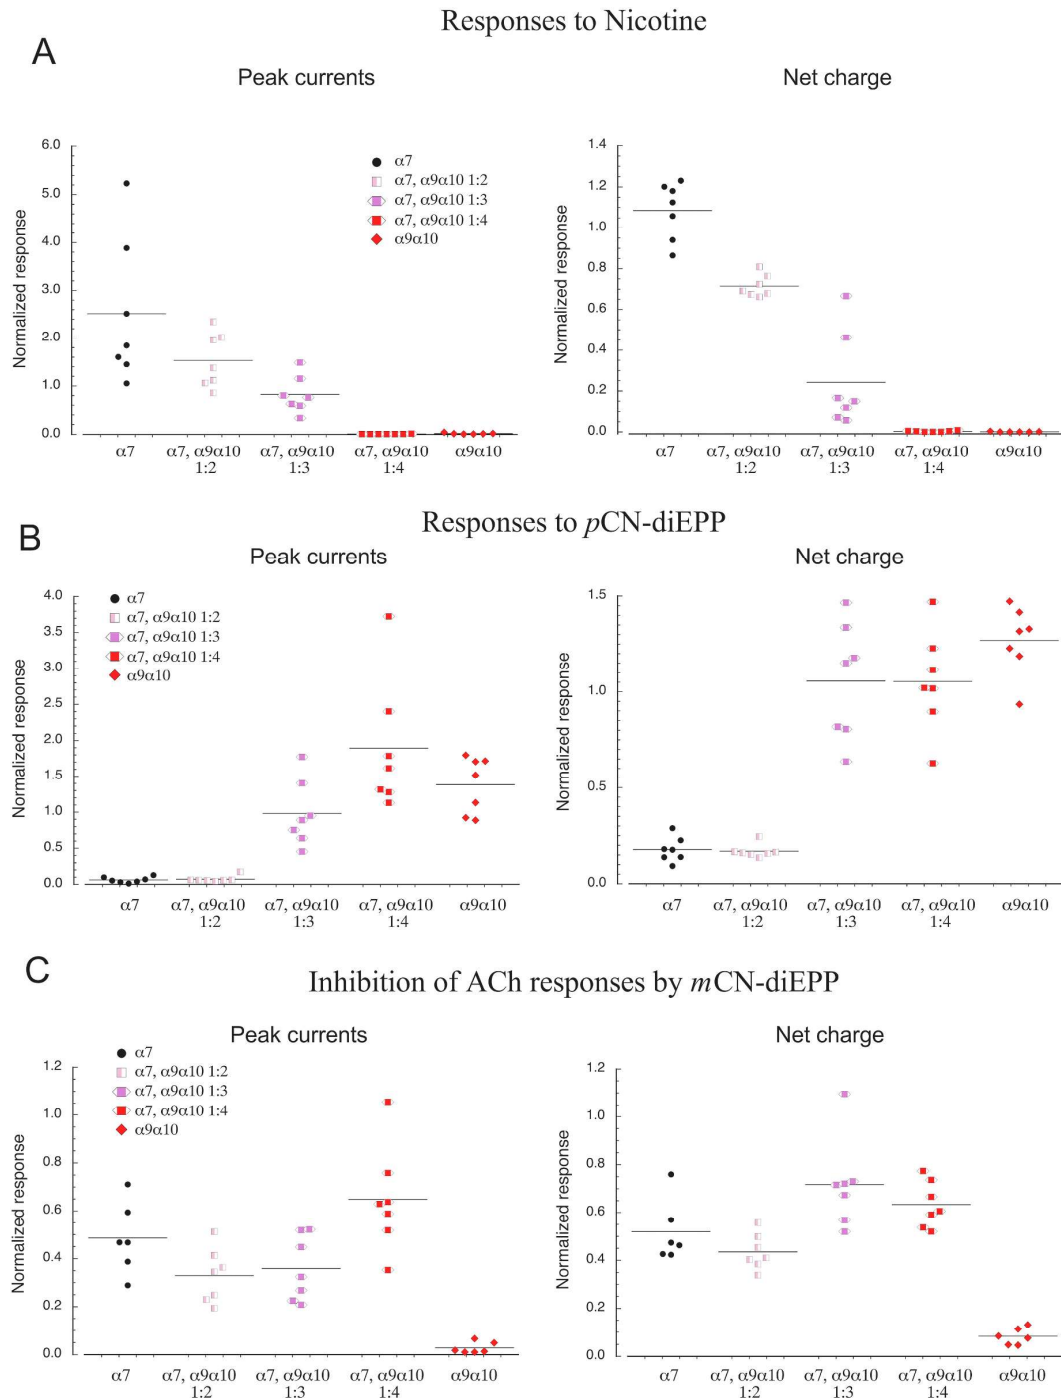 Responses to Nicotine
A
Peak currents
Net charge
Normalized response
6.0
5.0
4.0
3.0
2.0
1.0
0.0
α7
α7, α9α10 1:2
α7, α9α10 1:3
α7, α9α10 1:4
α9α10
α7
α7, α9α10
1:2
α7, α9α10
1:3
α7, α9α10
1:4
α9α10
Normalized response
1.4
1.2
1.0
0.8
0.6
0.4
0.2
0.0
α7
α7, α9α10
1:2
α7, α9α10
1:3
α7, α9α10
1:4
α9α10
B
Responses to pCN-diEPP
Peak currents
Net charge
Normalized response
4.0
3.5
3.0
2.5
2.0
1.5
1.0
0.5
0.0
α7
α7, α9α10 1:2
α7, α9α10 1:3
α7, α9α10 1:4
α9α10
α7
α7, α9α10
1:2
α7, α9α10
1:3
α7, α9α10
1:4
α9α10
Normalized response
1.5
1.0
0.5
0.0
α7
α7, α9α10
1:2
α7, α9α10
1:3
α7, α9α10
1:4
α9α10
C
Inhibition of ACh responses by mCN-diEPP
Peak currents
Net charge
Normalized response
1.2
1.0
0.8
0.6
0.4
0.2
0.0
α7
α7, α9α10 1:2
α7, α9α10 1:3
α7, α9α10 1:4
α9α10
α7
α7, α9α10
1:2
α7, α9α10
1:3
α7, α9α10
1:4
α9α10
Normalized response
1.2
1.0
0.8
0.6
0.4
0.2
0.0
α7
α7, α9α10
1:2
α7, α9α10
1:3
α7, α9α10
1:4
α9α10